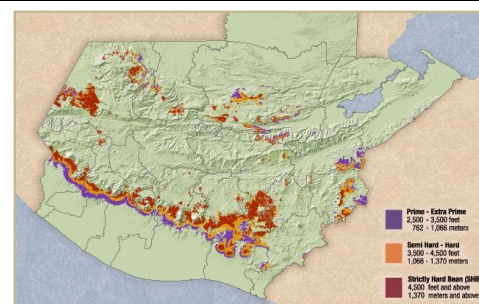 Prime - Extra Prime
2,500 - 3,500 feet
762 - 1,066 meters
Semi Hard - Hard
3,500 - 4,500 feet
1,066 - 1,370 meters
Strictly Hard Bean (SHB
4,500 feet and above
1,370 meters and above